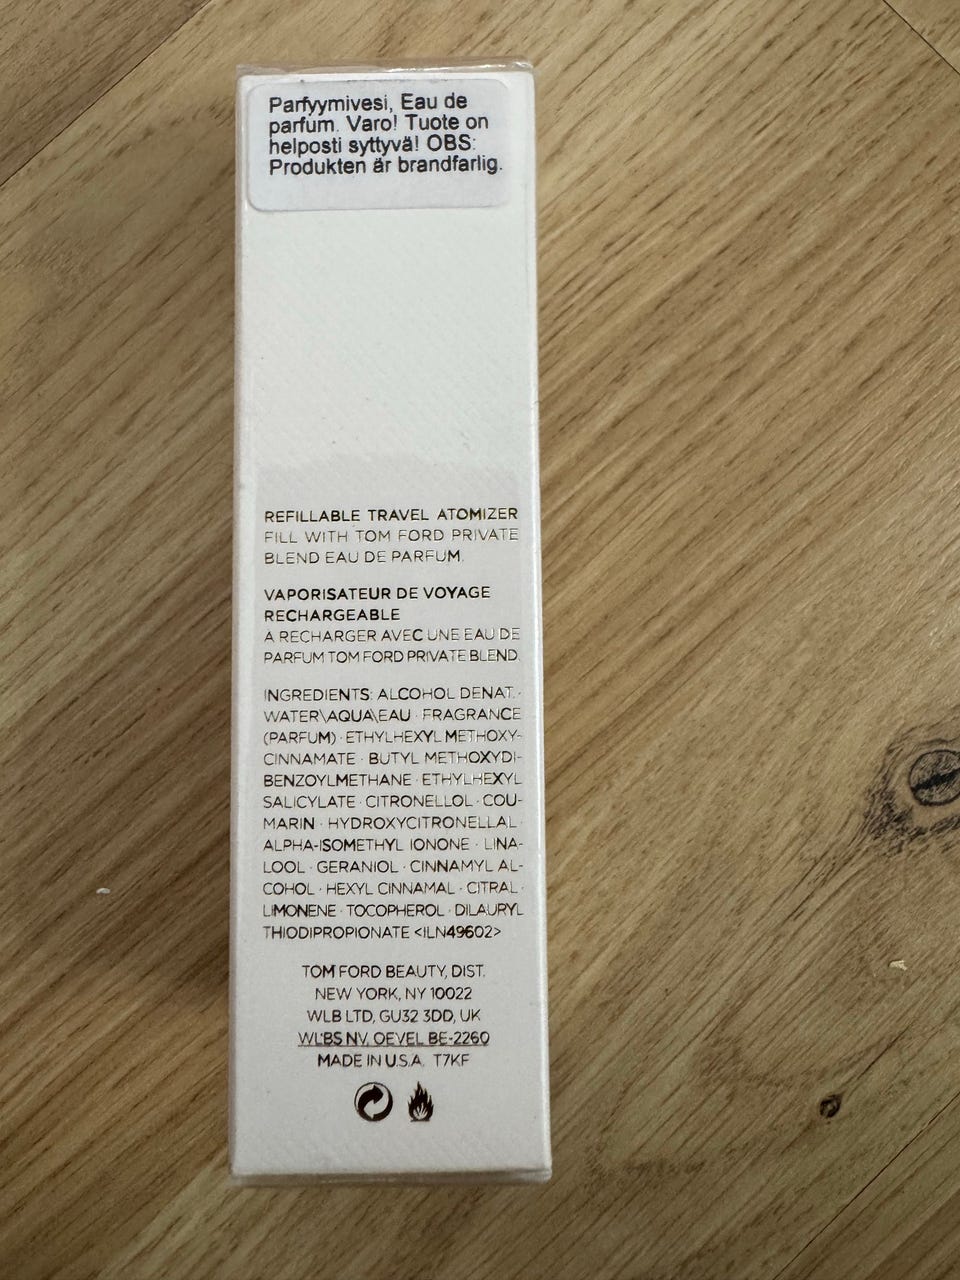 Parfyymivesi, Eau de
parfum. Varo! Tuote on
helposti syttyvä! OBS:
Produkten är brandfarlig.
REFILLABLE TRAVEL ATOMIZER
FILL WITH TOM FORD PRIVATE
BLEND EAU DE PARFUM.
VAPORISATEUR DE VOYAGE
RECHARGEABLE
A RECHARGER AVEC UNE EAU DE
PARFUM TOM FORD PRIVATE BLEND.
INGREDIENTS: ALCOHOL DENAT. ·
WATER\AQUA\EAU · FRAGRANCE
(PARFUM) · ETHYLHEXYL METHOXY-
CINNAMATE · BUTYL METHOXYDI-
BENZOYLMETHANE · ETHYLHEXYL
SALICYLATE · CITRONELLOL · COU-
MARIN · HYDROXYCITRONELLAL ·
ALPHA-ISOMETHYL IONONE · LINA-
LOOL · GERANIOL · CINNAMYL AL-
COHOL · HEXYL CINNAMAL · CITRAL ·
LIMONENE · TOCOPHEROL · DILAURYL
THIODIPROPIONATE <ILN49602>
TOM FORD BEAUTY, DIST.
NEW YORK, NY 10022
WLB LTD, GU32 3DD, UK
WL'BS NV, OEVEL BE-2260
MADE IN U.S.A. T7KF